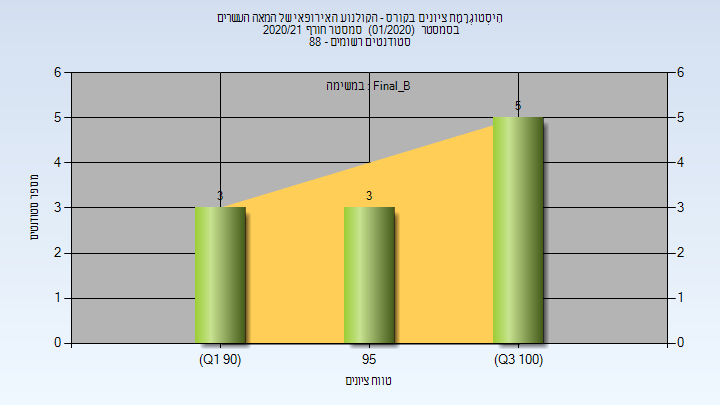 היסטוגרמת ציונים בקורס - הקולנוע האירופאי של המאה העשרים
בסמסטר (01/2020) סמסטר חורף 2020/21
סטודנטים רשומים - 88
במשימה : Final_B
6 6
5 5 5
4 4
3 3 3 3
2 2
1 1
0 0
(Q1 90) 95 (Q3 100)
טווח ציונים
מספר סטודנטים